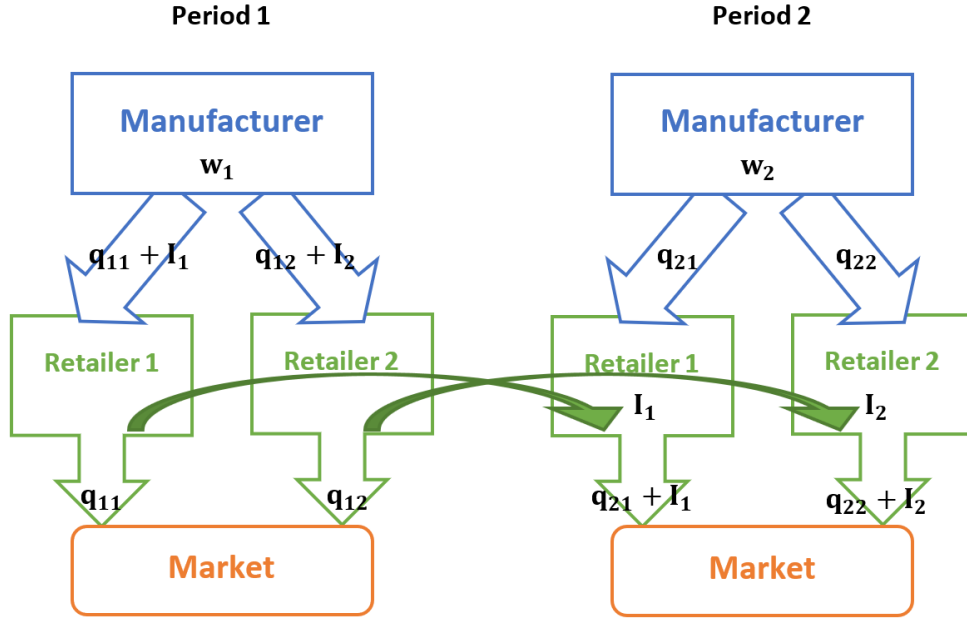 Period 1
Period 2
Manufacturer
w₁
Manufacturer
w₂
q₁₁ + I₁
q₁₂ + I₂
q₂₁
q₂₂
Retailer 1
Retailer 2
Retailer 1
Retailer 2
I₁
I₂
q₁₁
q₁₂
q₂₁ + I₁
q₂₂ + I₂
Market
Market